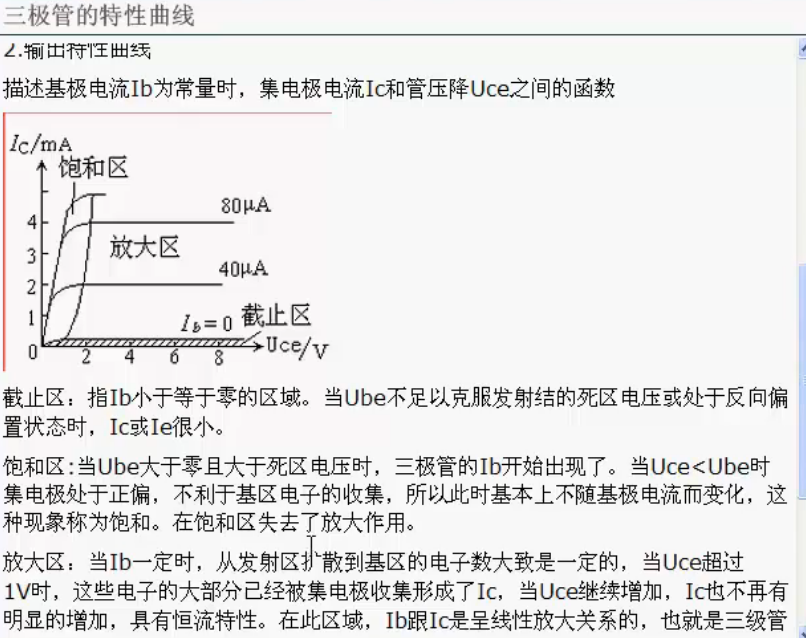 三极管的特性曲线
2.输出特性曲线
描述基极电流Ib为常量时，集电极电流Ic和管压降Uce之间的函数
IC/mA
饱和区
80μA
4
放大区
3
40μA
2
1
Ib=0 截止区
0 2 4 6 8 Uce/V
截止区：指Ib小于等于零的区域。当Ube不足以克服发射结的死区电压或处于反向偏
置状态时，Ic或Ie很小。
饱和区:当Ube大于零且大于死区电压时，三极管的Ib开始出现了。当Uce<Ube时
集电极处于正偏，不利于基区电子的收集，所以此时基本上不随基极电流而变化，这
种现象称为饱和。在饱和区失去了放大作用。
放大区：当Ib一定时，从发射区扩散到基区的电子数大致是一定的，当Uce超过
1V时，这些电子的大部分已经被集电极收集形成了Ic，当Uce继续增加，Ic也不再有
明显的增加，具有恒流特性。在此区域，Ib跟Ic是呈线性放大关系的，也就是三级管